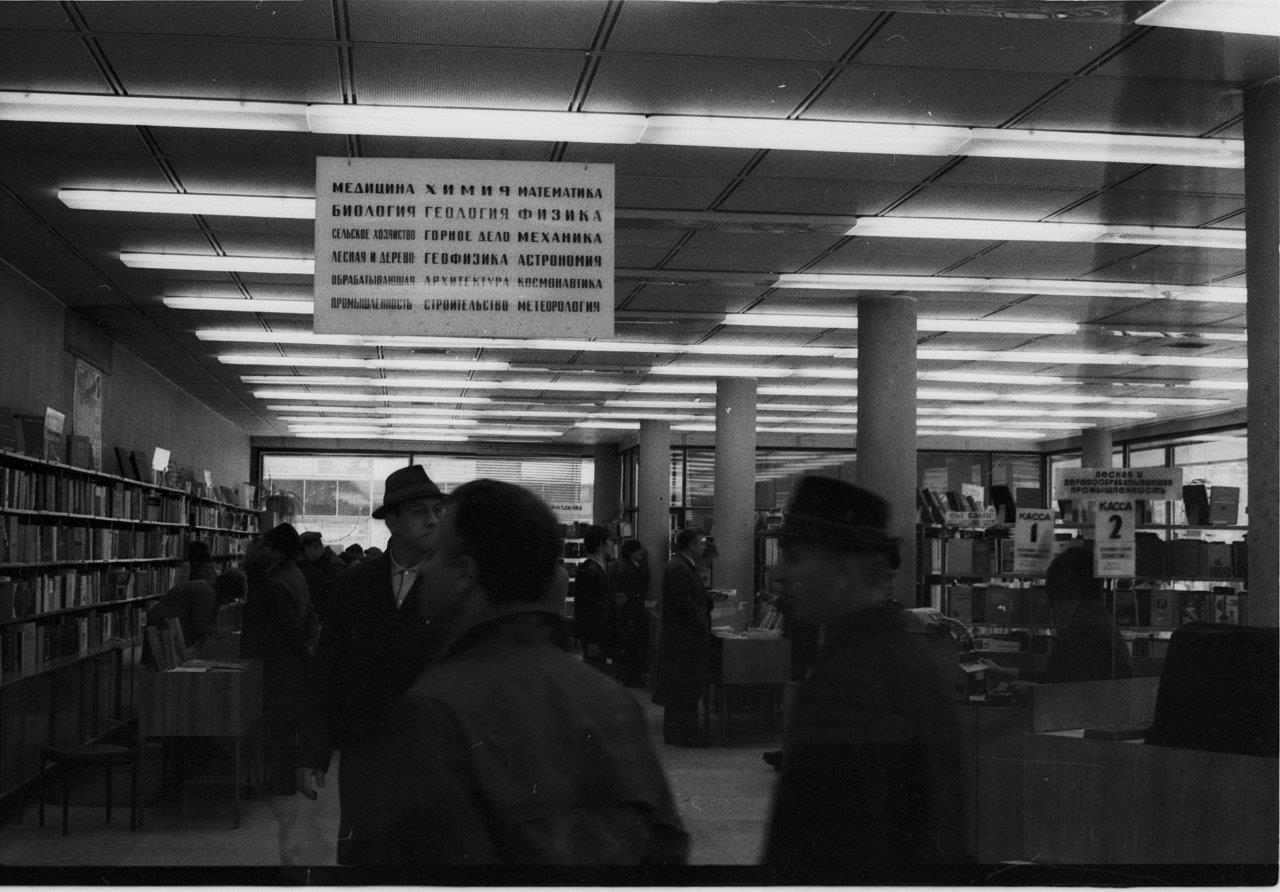 МЕДИЦИНА ХИМИЯ МАТЕМАТИКА
БИОЛОГИЯ ГЕОЛОГИЯ ФИЗИКА
СЕЛЬСКОЕ ХОЗЯЙСТВО ГОРНОЕ ДЕЛО МЕХАНИКА
ЛЕСНАЯ И ДЕРЕВО ГЕОФИЗИКА АСТРОНОМИЯ
ОБРАБАТЫВАЮЩАЯ АРХИТЕКТУРА КОСМОНАВТИКА
ПРОМЫШЛЕННОСТЬ СТРОИТЕЛЬСТВО МЕТЕОРОЛОГИЯ
ЛЕСНАЯ И
ДЕРЕВООБРАБАТЫВАЮЩАЯ
ПРОМЫШЛЕННОСТЬ
КАССА
1
КАССА
2